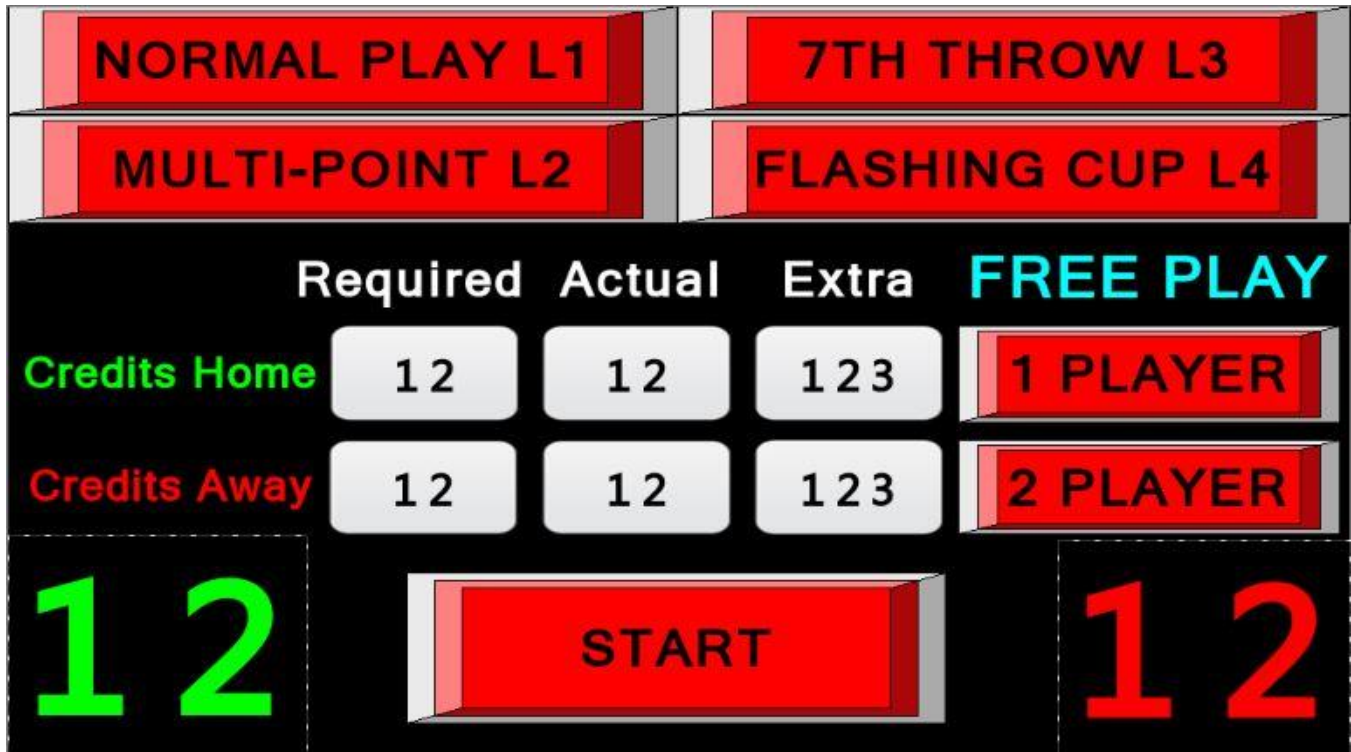 NORMAL PLAY L1 7TH THROW L3
MULTI-POINT L2 FLASHING CUP L4
Required Actual Extra FREE PLAY
Credits Home 12 12 123 1 PLAYER
Credits Away 12 12 123 2 PLAYER
12 START 12